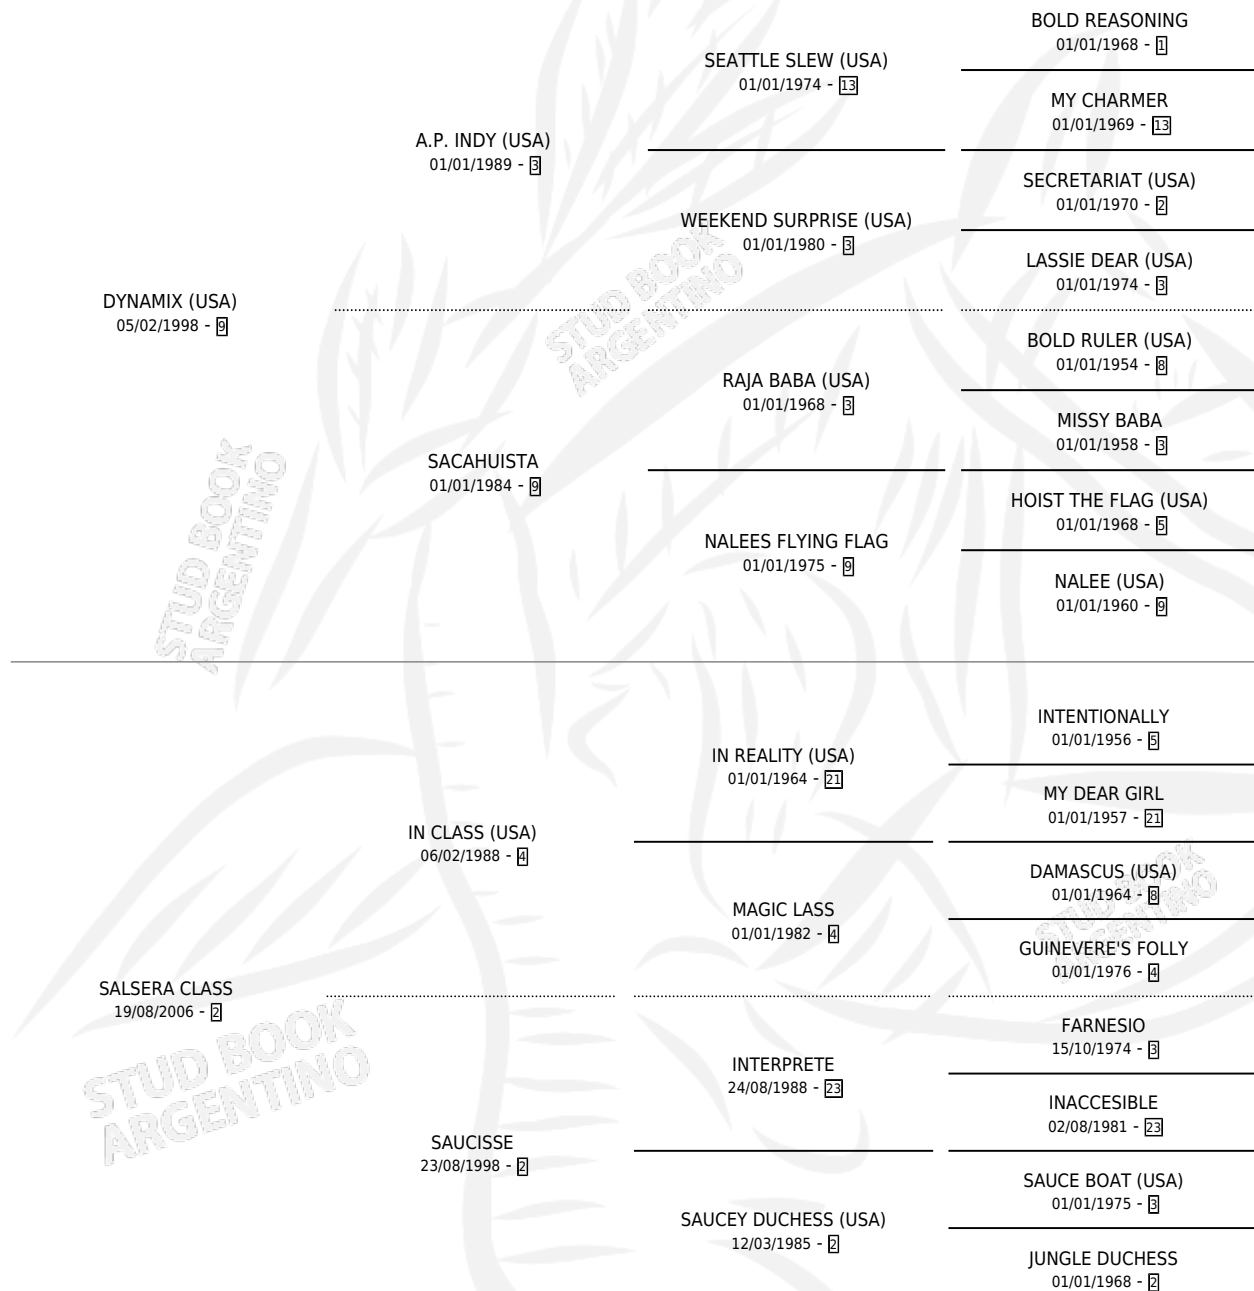 BOLD REASONING
01/01/1968 - 1
SEATTLE SLEW (USA)
01/01/1974 - 13
MY CHARMER
01/01/1969 - 13
A.P. INDY (USA)
01/01/1989 - 3
SECRETARIAT (USA)
01/01/1970 - 2
WEEKEND SURPRISE (USA)
01/01/1980 - 3
LASSIE DEAR (USA)
01/01/1974 - 3
DYNAMIX (USA)
05/02/1998 - 9
BOLD RULER (USA)
01/01/1954 - 8
RAJA BABA (USA)
01/01/1968 - 3
MISSY BABA
01/01/1958 - 3
SACAHUISTA
01/01/1984 - 9
HOIST THE FLAG (USA)
01/01/1968 - 5
NALEES FLYING FLAG
01/01/1975 - 9
NALEE (USA)
01/01/1960 - 9
INTENTIONALLY
01/01/1956 - 5
IN REALITY (USA)
01/01/1964 - 21
MY DEAR GIRL
01/01/1957 - 21
IN CLASS (USA)
06/02/1988 - 4
DAMASCUS (USA)
01/01/1964 - 8
MAGIC LASS
01/01/1982 - 4
GUINEVERE'S FOLLY
01/01/1976 - 4
SALSERA CLASS
19/08/2006 - 2
FARNESIO
15/10/1974 - 3
INTERPRETE
24/08/1988 - 23
INACCESIBLE
02/08/1981 - 23
SAUCISSE
23/08/1998 - 2
SAUCE BOAT (USA)
01/01/1975 - 3
SAUCEY DUCHESS (USA)
12/03/1985 - 2
JUNGLE DUCHESS
01/01/1968 - 2
STUD BOOK
ARGENTINO
STUD BOOK
ARGENTINO
STUD BOOK
ARGENTINO
STUD BOOK
ARGENTINO